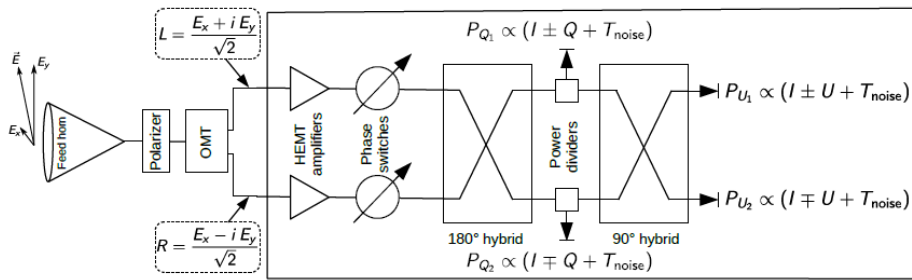 L = (E_x + i E_y)/√2
P_{Q_1} ∝ (I ± Q + T_noise)
E⃗
E_y
E_x
Feed horn
Polarizer
OMT
HEMT
amplifiers
Phase
switches
Power
dividers
P_{U_1} ∝ (I ± U + T_noise)
P_{U_2} ∝ (I ∓ U + T_noise)
180° hybrid
90° hybrid
R = (E_x − i E_y)/√2
P_{Q_2} ∝ (I ∓ Q + T_noise)